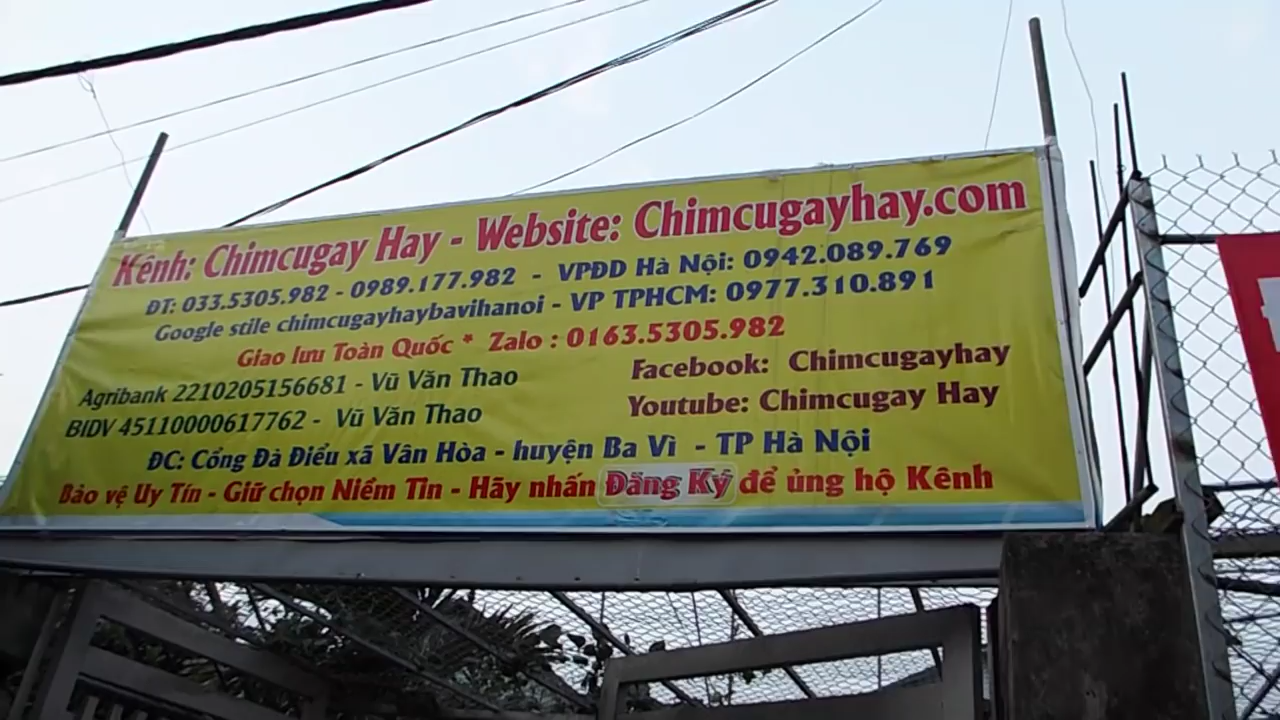 Kênh: Chimcugay Hay - Website: Chimcugayhay.com
ĐT: 033.5305.982 - 0989.177.982 - VPĐD Hà Nội: 0942.089.769
Google stile chimcugayhaybavihanoi - VP TPHCM: 0977.310.891
Giao lưu Toàn Quốc * Zalo : 0163.5305.982
Agribank 2210205156681 - Vũ Văn Thao
Facebook: Chimcugayhay
BIDV 45110000617762 - Vũ Văn Thao
Youtube: Chimcugay Hay
ĐC: Cổng Đà Điểu xã Vân Hòa - huyện Ba Vì - TP Hà Nội
Bảo vệ Uy Tín - Giữ chọn Niềm Tin - Hãy nhấn Đăng Ký để ủng hộ Kênh